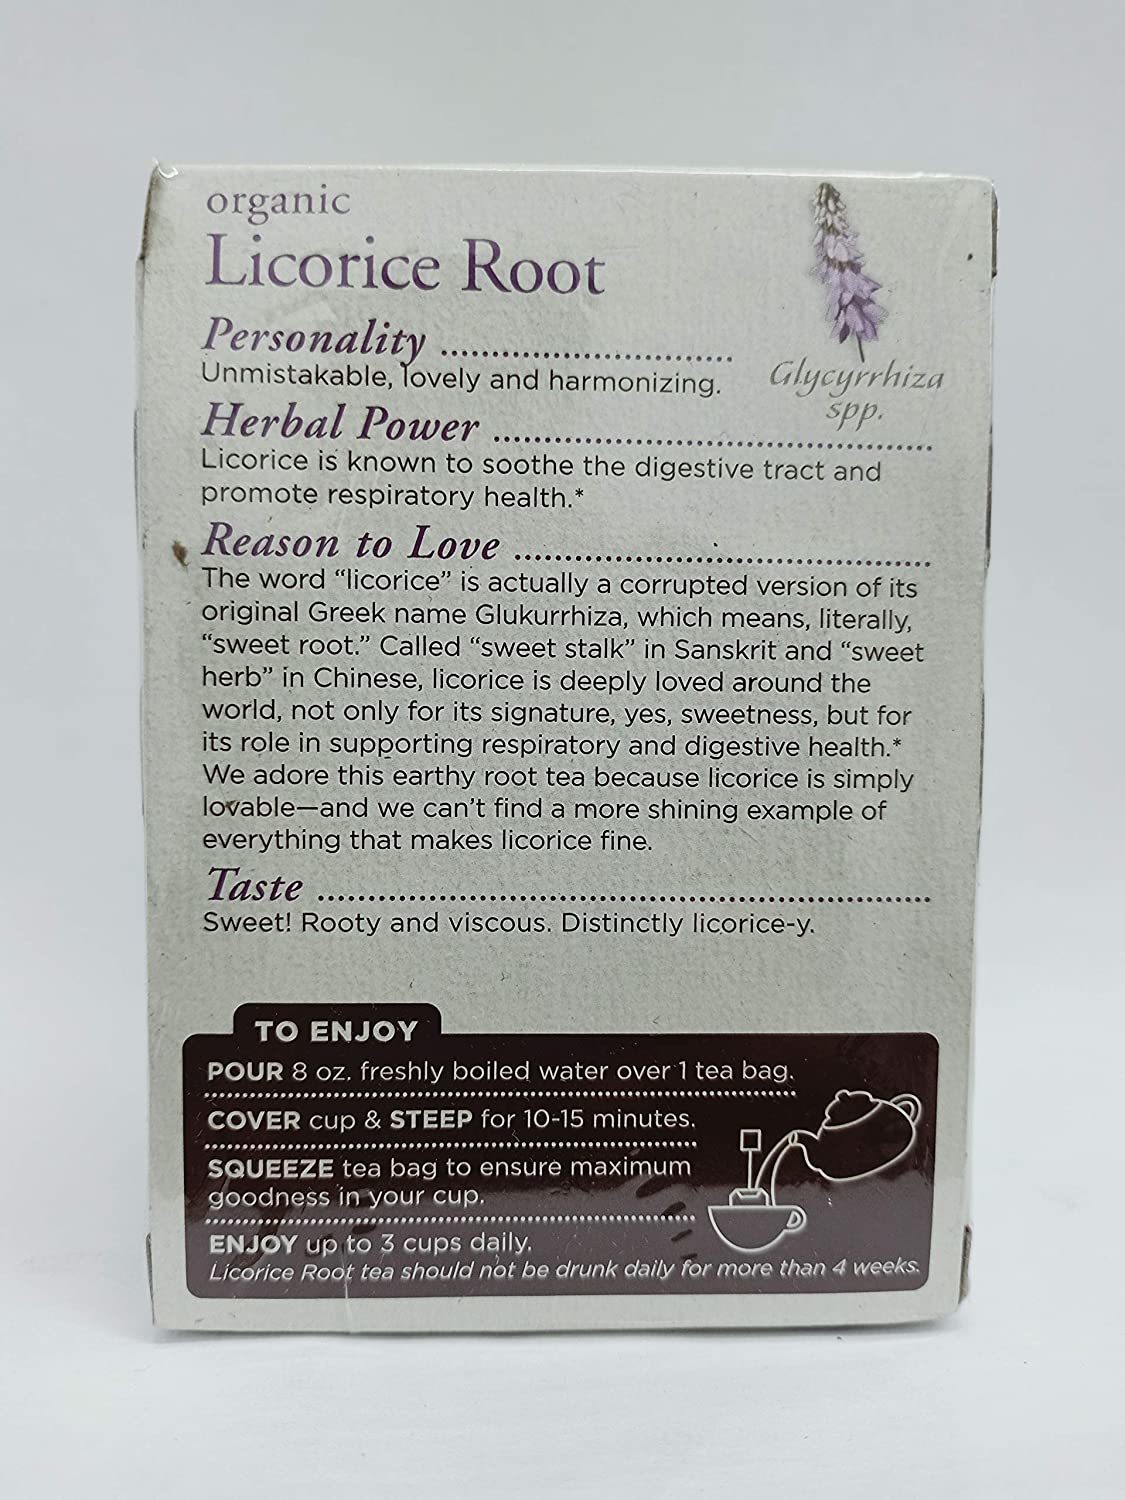 organic
Licorice Root
Personality
Unmistakable, lovely and harmonizing.
Glycyrrhiza
spp.
Herbal Power
Licorice is known to soothe the digestive tract and
promote respiratory health.*
Reason to Love
The word “licorice” is actually a corrupted version of its
original Greek name Glukurrhiza, which means, literally,
“sweet root.” Called “sweet stalk” in Sanskrit and “sweet
herb” in Chinese, licorice is deeply loved around the
world, not only for its signature, yes, sweetness, but for
its role in supporting respiratory and digestive health.*
We adore this earthy root tea because licorice is simply
lovable—and we can’t find a more shining example of
everything that makes licorice fine.
Taste
Sweet! Rooty and viscous. Distinctly licorice-y.
TO ENJOY
POUR 8 oz. freshly boiled water over 1 tea bag.
COVER cup & STEEP for 10-15 minutes.
SQUEEZE tea bag to ensure maximum
goodness in your cup.
ENJOY up to 3 cups daily.
Licorice Root tea should not be drunk daily for more than 4 weeks.